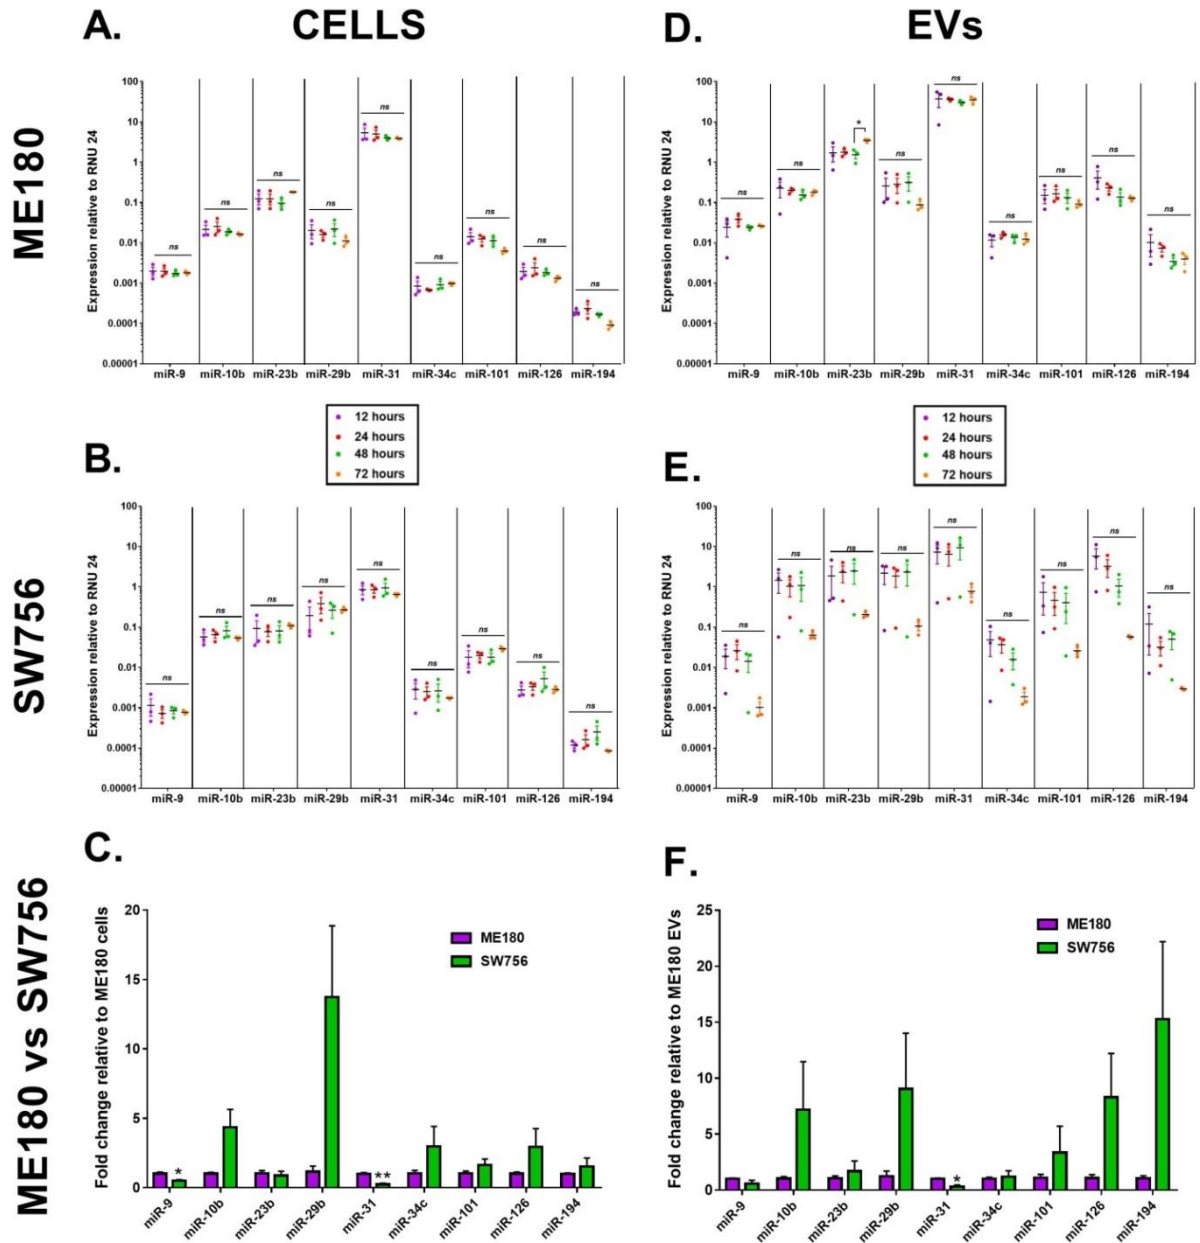 A.
CELLS
D.
EVs
ME180
Expression relative to RNU 24
100
10
1
0.1
0.01
0.001
0.0001
0.00001
ns
ns
ns
ns
ns
ns
ns
ns
ns
miR-9
miR-10b
miR-23b
miR-29b
miR-31
miR-34c
miR-101
miR-126
miR-194
Expression relative to RNU 24
100
10
1
0.1
0.01
0.001
0.0001
0.00001
ns
ns
*
ns
ns
ns
ns
ns
ns
miR-9
miR-10b
miR-23b
miR-29b
miR-31
miR-34c
miR-101
miR-126
miR-194
12 hours
24 hours
48 hours
72 hours
12 hours
24 hours
48 hours
72 hours
SW756
B.
Expression relative to RNU 24
100
10
1
0.1
0.01
0.001
0.0001
0.00001
ns
ns
ns
ns
ns
ns
ns
ns
ns
miR-9
miR-10b
miR-23b
miR-29b
miR-31
miR-34c
miR-101
miR-126
miR-194
E.
Expression relative to RNU 24
100
10
1
0.1
0.01
0.001
0.0001
0.00001
ns
ns
ns
ns
ns
ns
ns
ns
ns
miR-9
miR-10b
miR-23b
miR-29b
miR-31
miR-34c
miR-101
miR-126
miR-194
ME180 vs SW756
C.
Fold change relative to ME180 cells
20
15
10
5
0
ME180
SW756
*
**
miR-9
miR-10b
miR-23b
miR-29b
miR-31
miR-34c
miR-101
miR-126
miR-194
F.
Fold change relative to ME180 EVs
25
20
15
10
5
0
ME180
SW756
*
miR-9
miR-10b
miR-23b
miR-29b
miR-31
miR-34c
miR-101
miR-126
miR-194